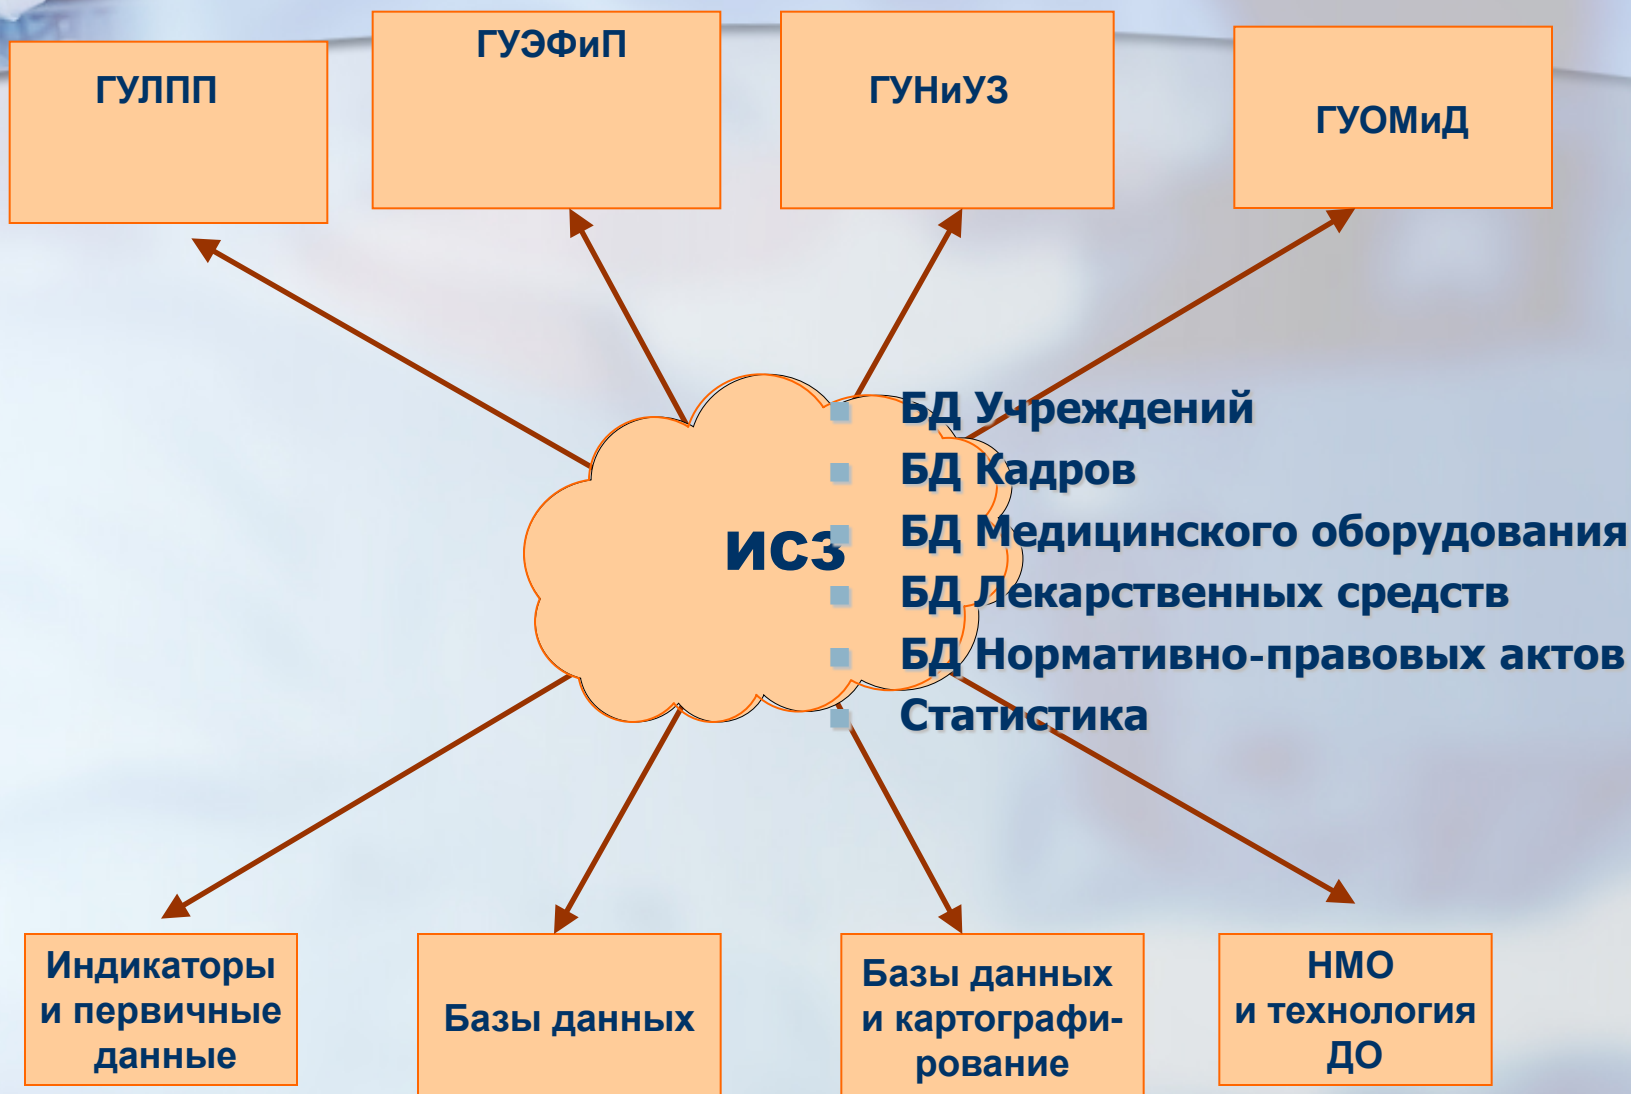 ГУЛПП
ГУЭФиП
ГУНиУЗ
ГУОМиД
исз
БД Учреждений
БД Кадров
БД Медицинского оборудования
БД Лекарственных средств
БД Нормативно-правовых актов
Статистика
Индикаторы
и первичные
данные
Базы данных
Базы данных
и картографи-
рование
НМО
и технология
ДО